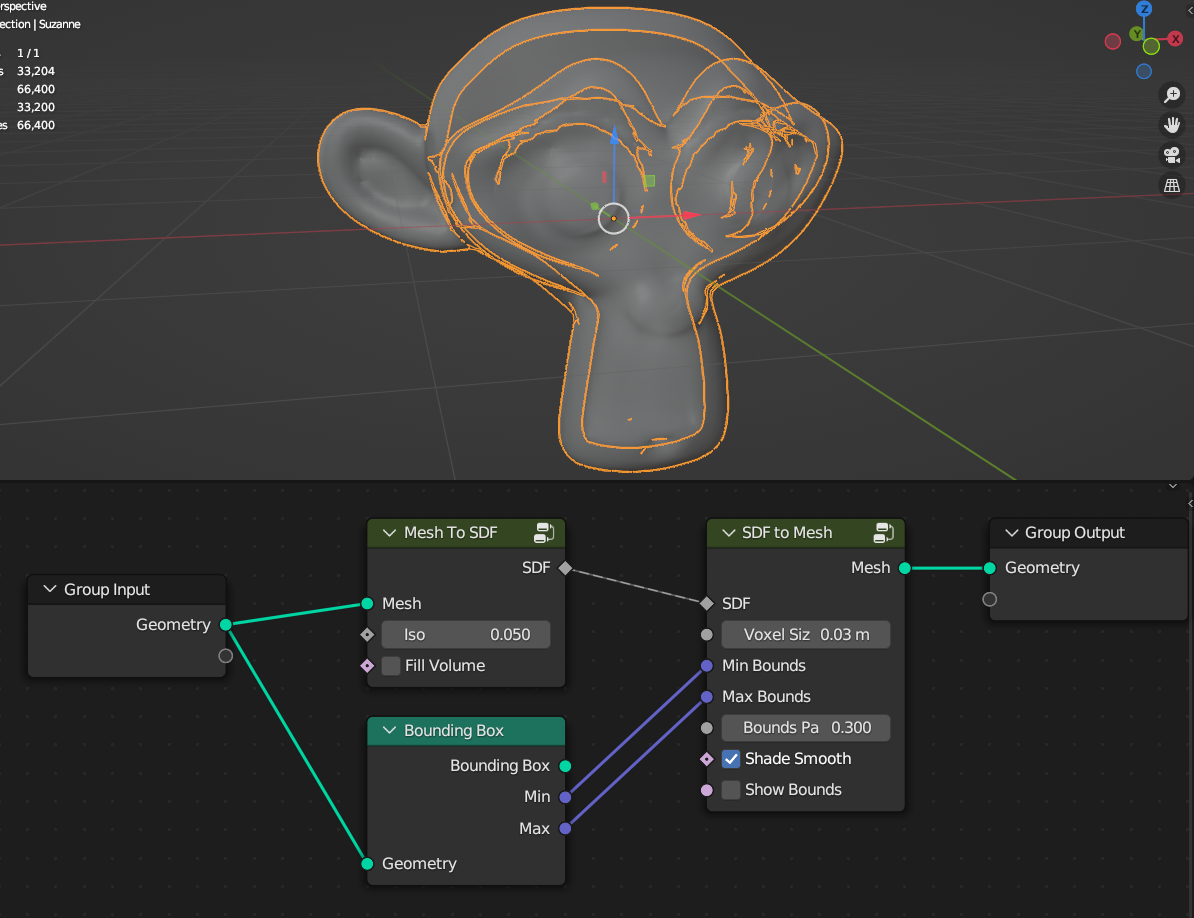 rspective
ection | Suzanne
1 / 1
s 33,204
66,400
33,200
es 66,400
Z
Y
X
Group Input
Geometry
Mesh To SDF
SDF
Mesh
Iso 0.050
Fill Volume
Bounding Box
Bounding Box
Min
Max
Geometry
SDF to Mesh
Mesh
SDF
Voxel Siz 0.03 m
Min Bounds
Max Bounds
Bounds Pa 0.300
Shade Smooth
Show Bounds
Group Output
Geometry